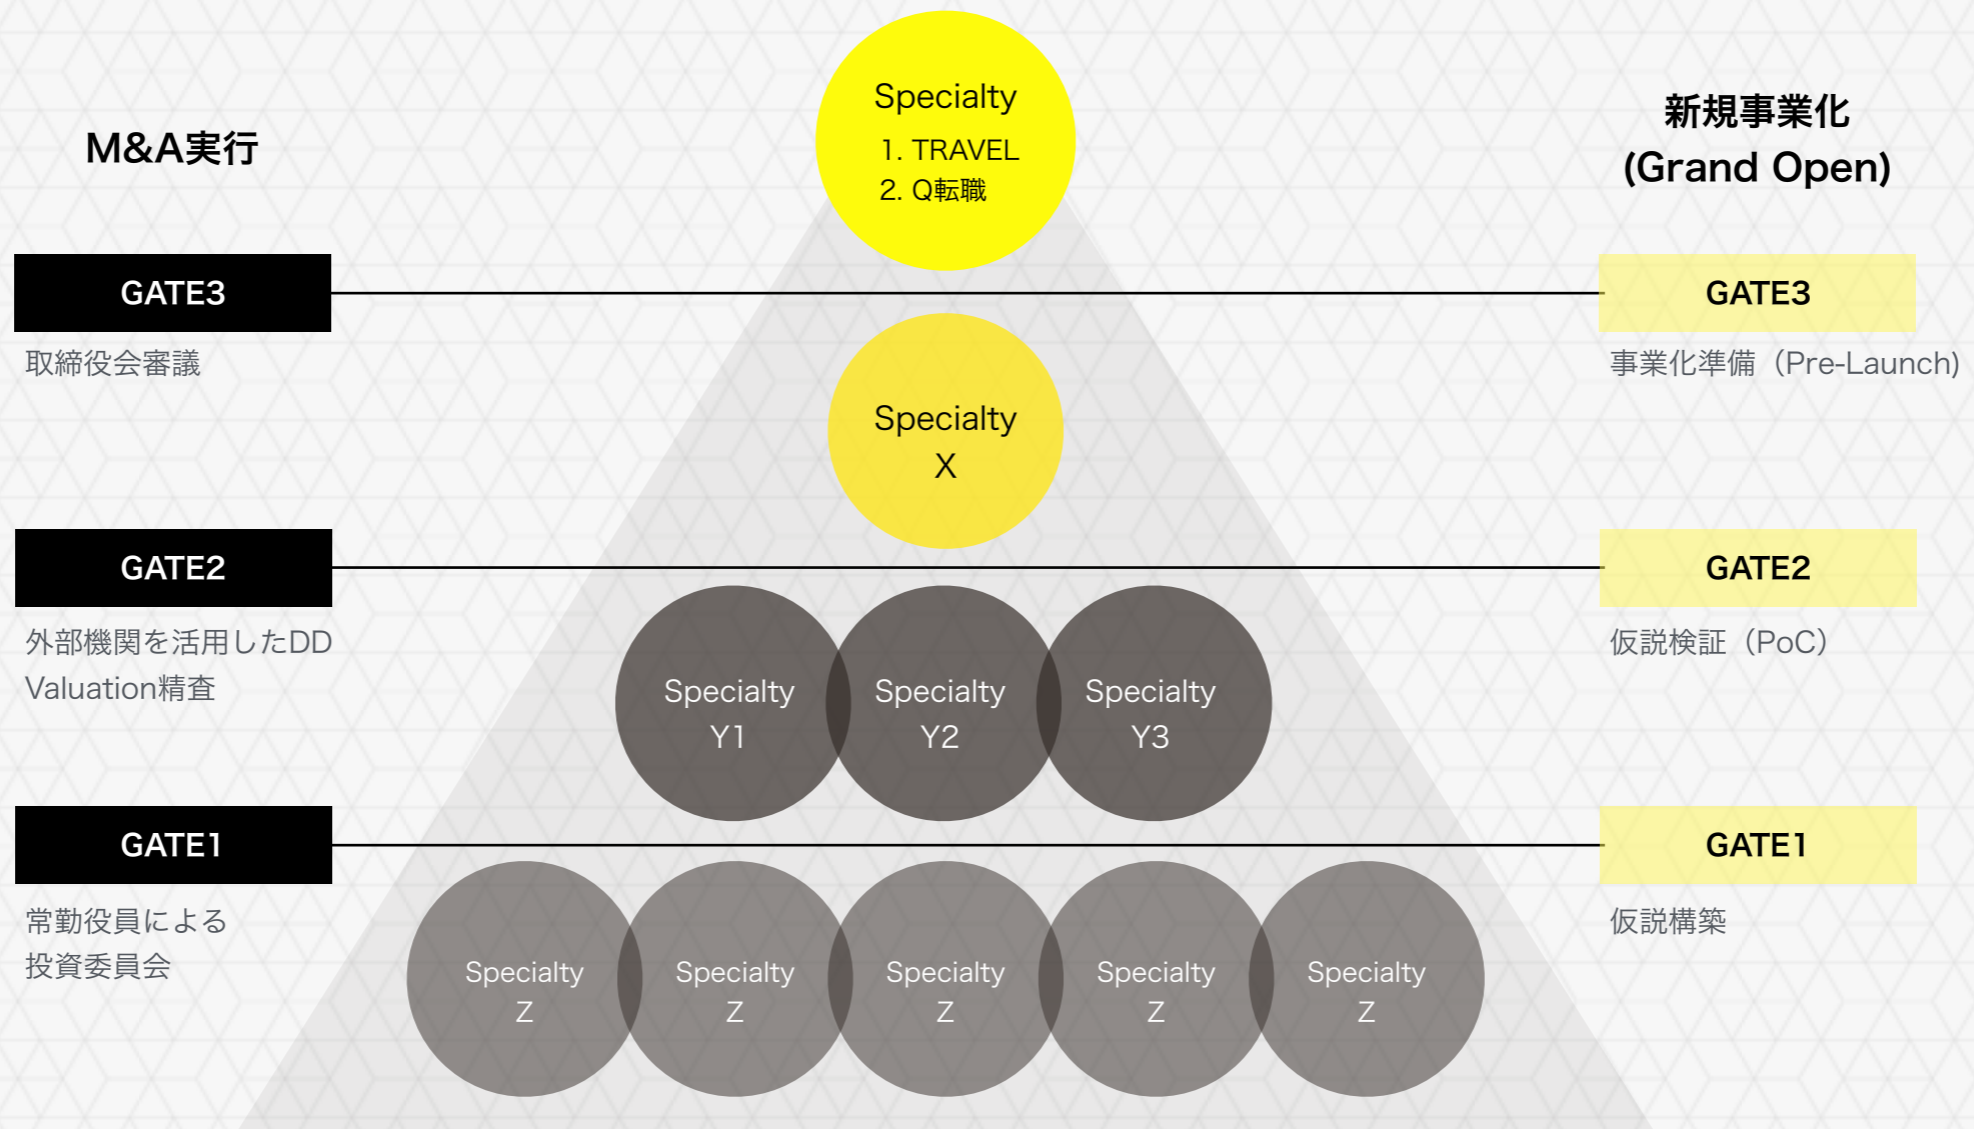 Specialty
1. TRAVEL
2. Q転職
M&A実行
新規事業化
(Grand Open)
GATE3
GATE3
取締役会審議
事業化準備（Pre-Launch)
Specialty
X
GATE2
GATE2
外部機関を活用したDD
Valuation精査
仮説検証（PoC）
Specialty
Y1
Specialty
Y2
Specialty
Y3
GATE1
GATE1
常勤役員による
投資委員会
仮説構築
Specialty
Z
Specialty
Z
Specialty
Z
Specialty
Z
Specialty
Z